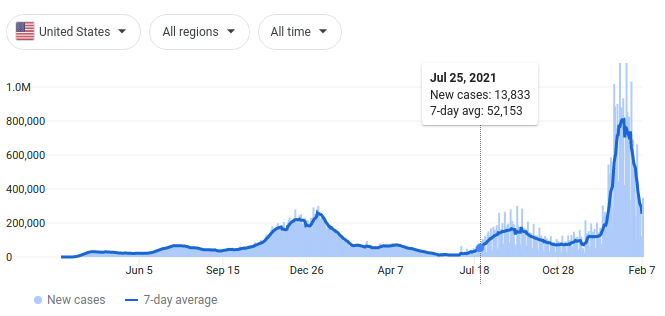 United States All regions All time
Jul 25, 2021
New cases: 13,833
7-day avg: 52,153
1.0M
800,000
600,000
400,000
200,000
0
Jun 5 Sep 15 Dec 26 Apr 7 Jul 18 Oct 28 Feb 7
New cases 7-day average